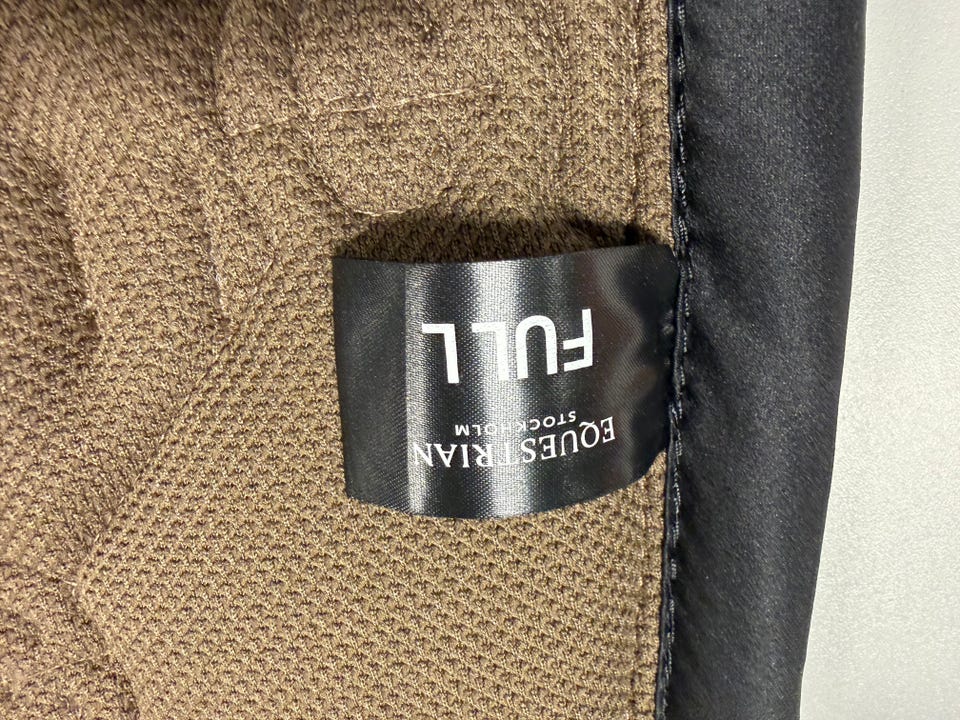 EQUESTRIAN
STOCKHOLM
FULL